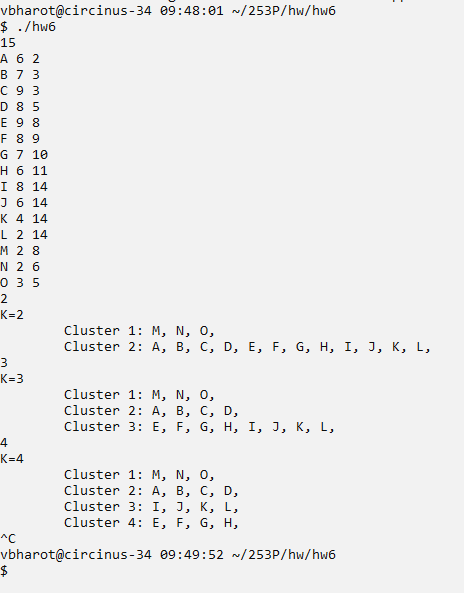 vbharot@circinus-34 09:48:01 ~/253P/hw/hw6
$ ./hw6
15
A 6 2
B 7 3
C 9 3
D 8 5
E 9 8
F 8 9
G 7 10
H 6 11
I 8 14
J 6 14
K 4 14
L 2 14
M 2 8
N 2 6
O 3 5
2
K=2
Cluster 1: M, N, O,
Cluster 2: A, B, C, D, E, F, G, H, I, J, K, L,
3
K=3
Cluster 1: M, N, O,
Cluster 2: A, B, C, D,
Cluster 3: E, F, G, H, I, J, K, L,
4
K=4
Cluster 1: M, N, O,
Cluster 2: A, B, C, D,
Cluster 3: I, J, K, L,
Cluster 4: E, F, G, H,
^C
vbharot@circinus-34 09:49:52 ~/253P/hw/hw6
$